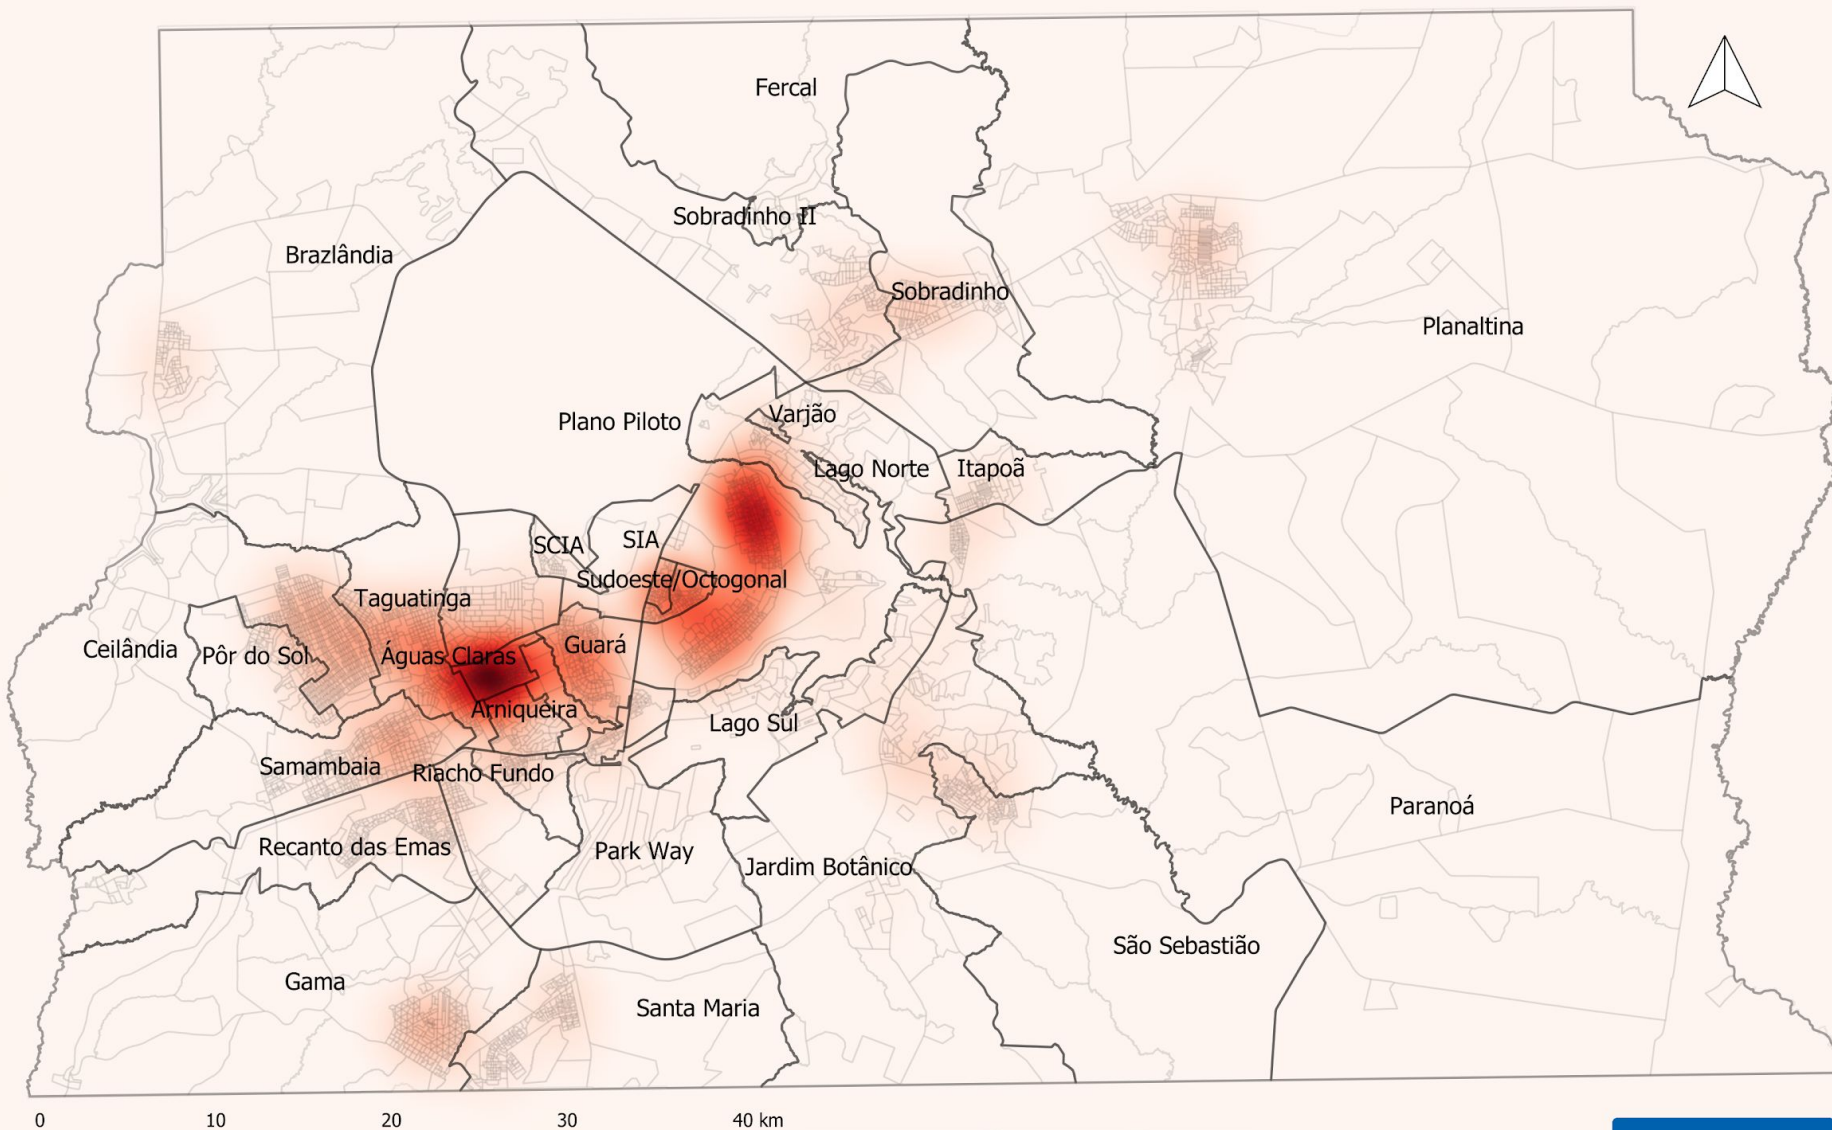 Fercal
Sobradinho II
Brazlândia
Sobradinho
Planaltina
Varjão
Plano Piloto
Lago Norte
Itapoã
SCIA
SIA
Sudoeste/Octogonal
Taguatinga
Ceilândia
Pôr do Sol
Águas Claras
Guará
Arniqueira
Lago Sul
Samambaia
Riacho Fundo
Paranoá
Recanto das Emas
Park Way
Jardim Botânico
São Sebastião
Gama
Santa Maria
0 10 20 30 40 km